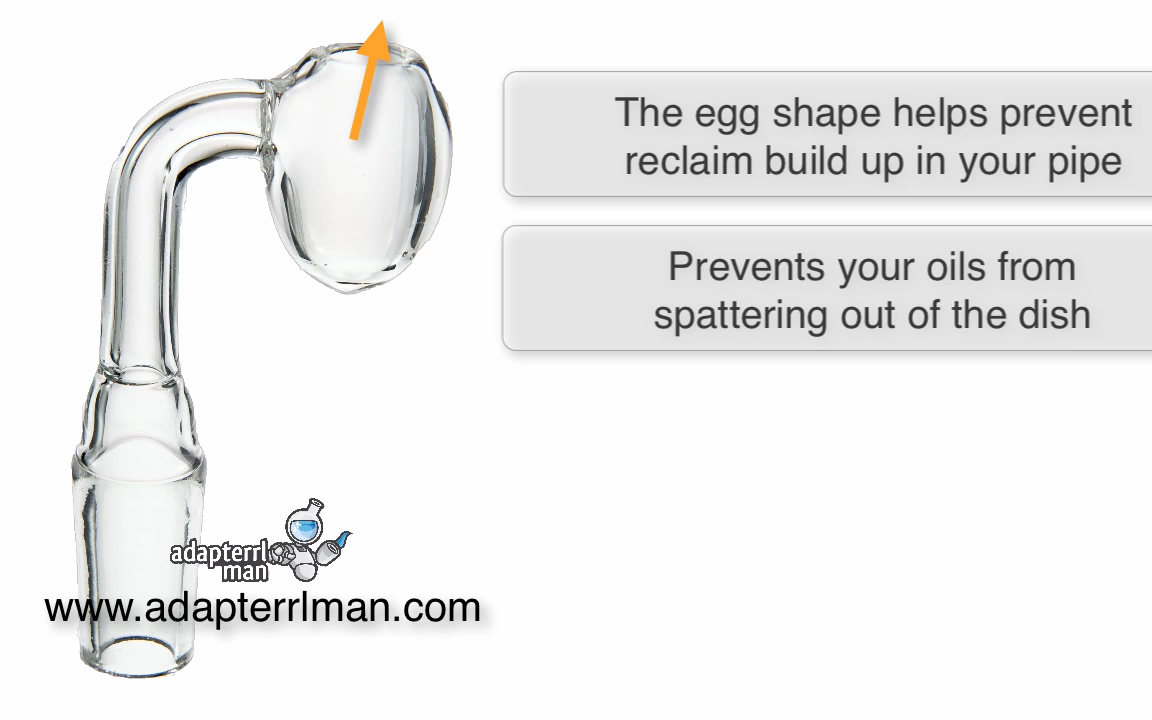 The egg shape helps prevent
reclaim build up in your pipe
Prevents your oils from
spattering out of the dish
adapterrl
man
www.adapterrlman.com